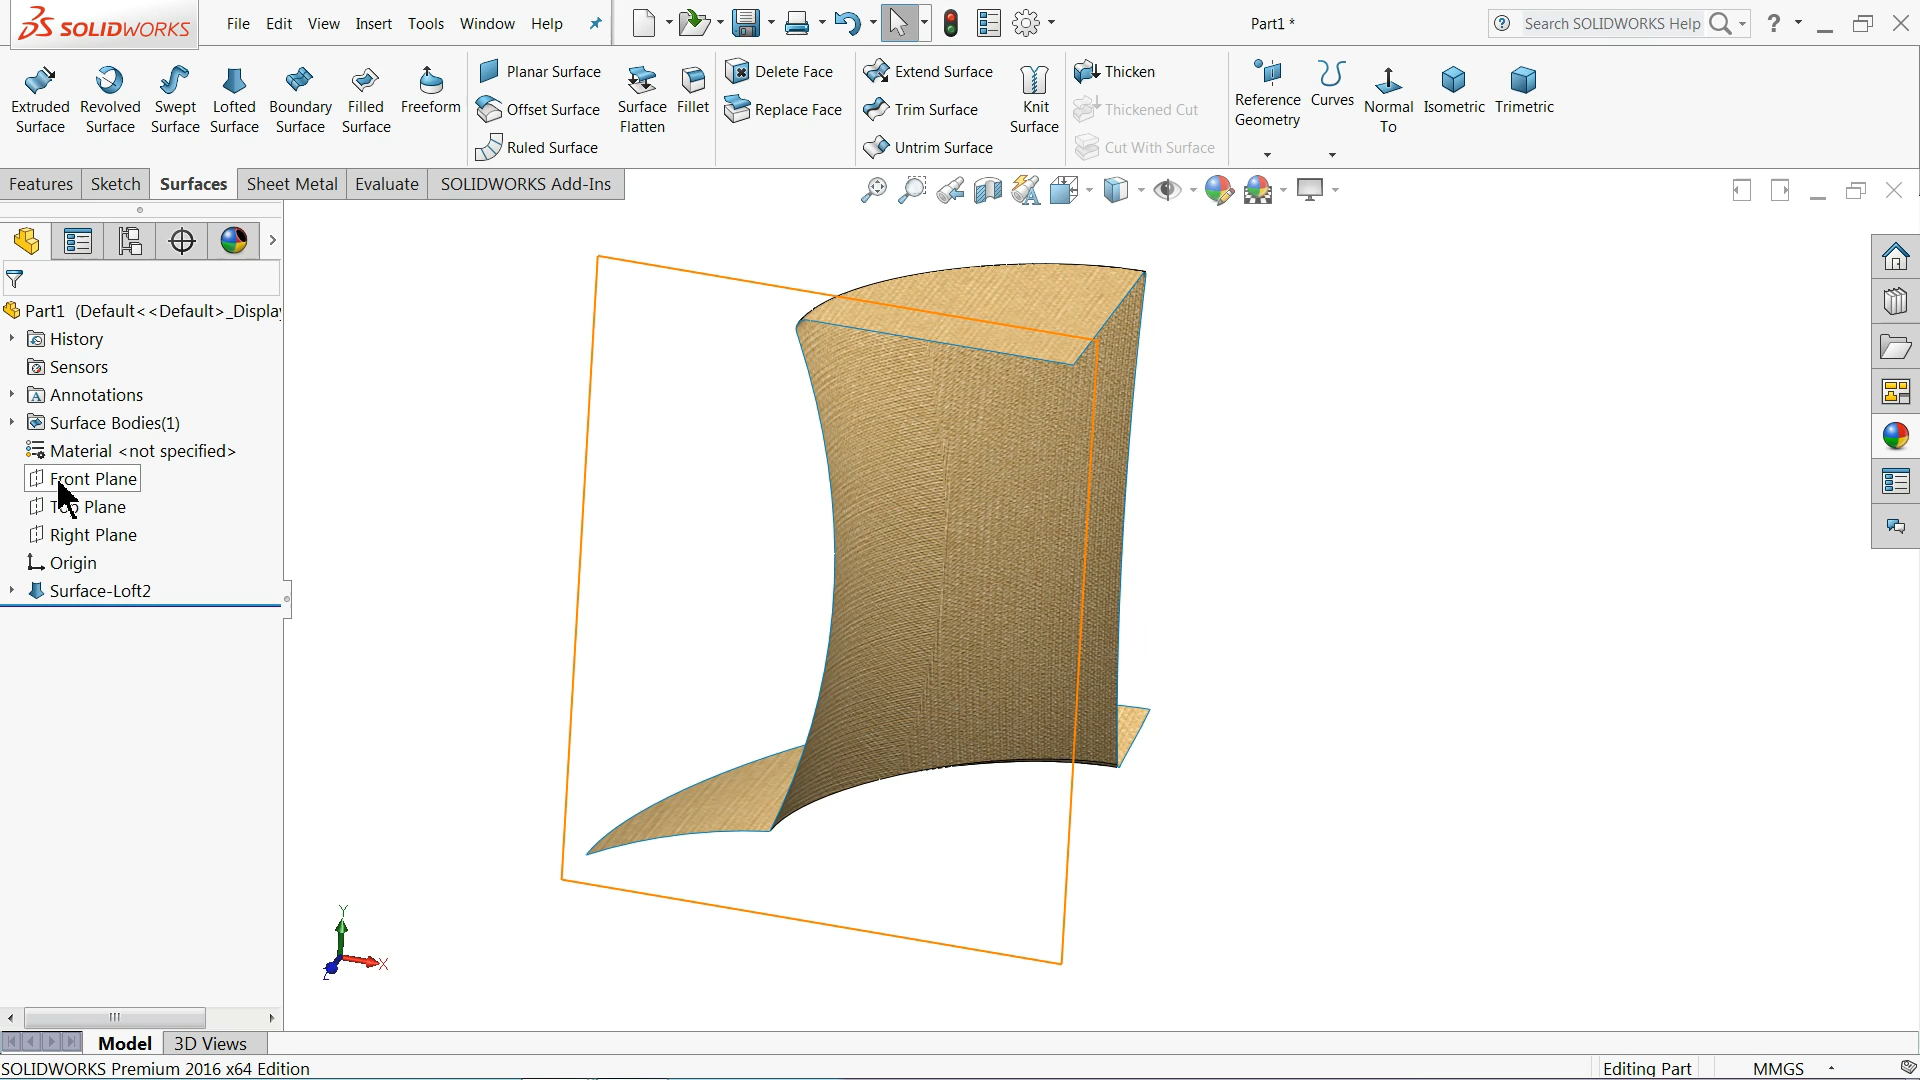 SOLIDWORKS File Edit View Insert Tools Window Help Part1 * Search SOLIDWORKS Help ?
Extruded Surface
Revolved Surface
Swept Surface
Lofted Surface
Boundary Surface
Filled Surface
Freeform
Planar Surface
Offset Surface
Ruled Surface
Surface Flatten
Fillet
Delete Face
Replace Face
Extend Surface
Trim Surface
Untrim Surface
Knit Surface
Thicken
Thickened Cut
Cut With Surface
Reference Geometry
Curves
Normal To
Isometric
Trimetric
Features Sketch Surfaces Sheet Metal Evaluate SOLIDWORKS Add-Ins
Part1 (Default<<Default>_Display
History
Sensors
Annotations
Surface Bodies(1)
Material <not specified>
Front Plane
Top Plane
Right Plane
Origin
Surface-Loft2
Y
X
Z
Model 3D Views
SOLIDWORKS Premium 2016 x64 Edition Editing Part MMGS